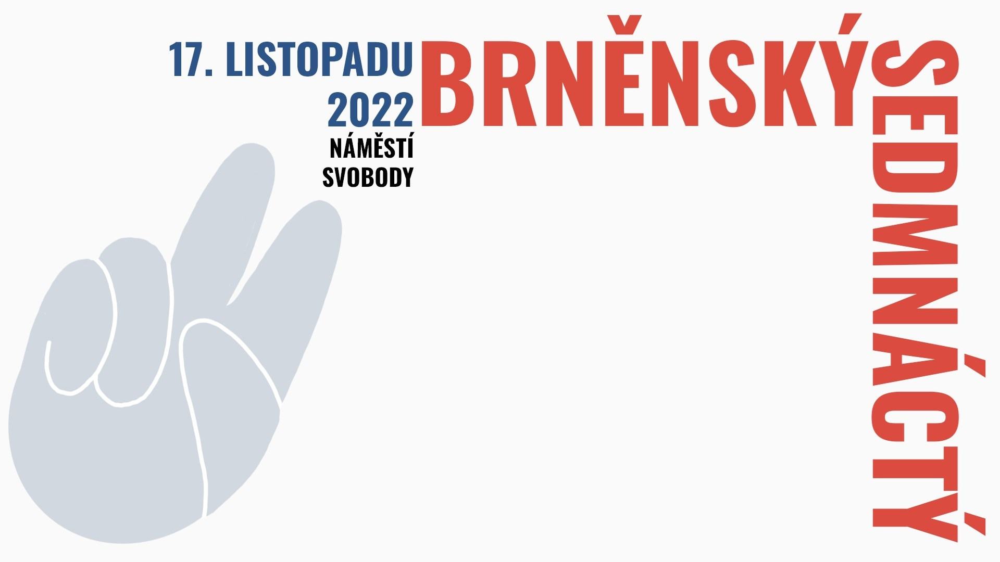 17. LISTOPADU
2022
NÁMĚSTÍ
SVOBODY
BRNĚNSKÝ
SEDMNÁCTÝ